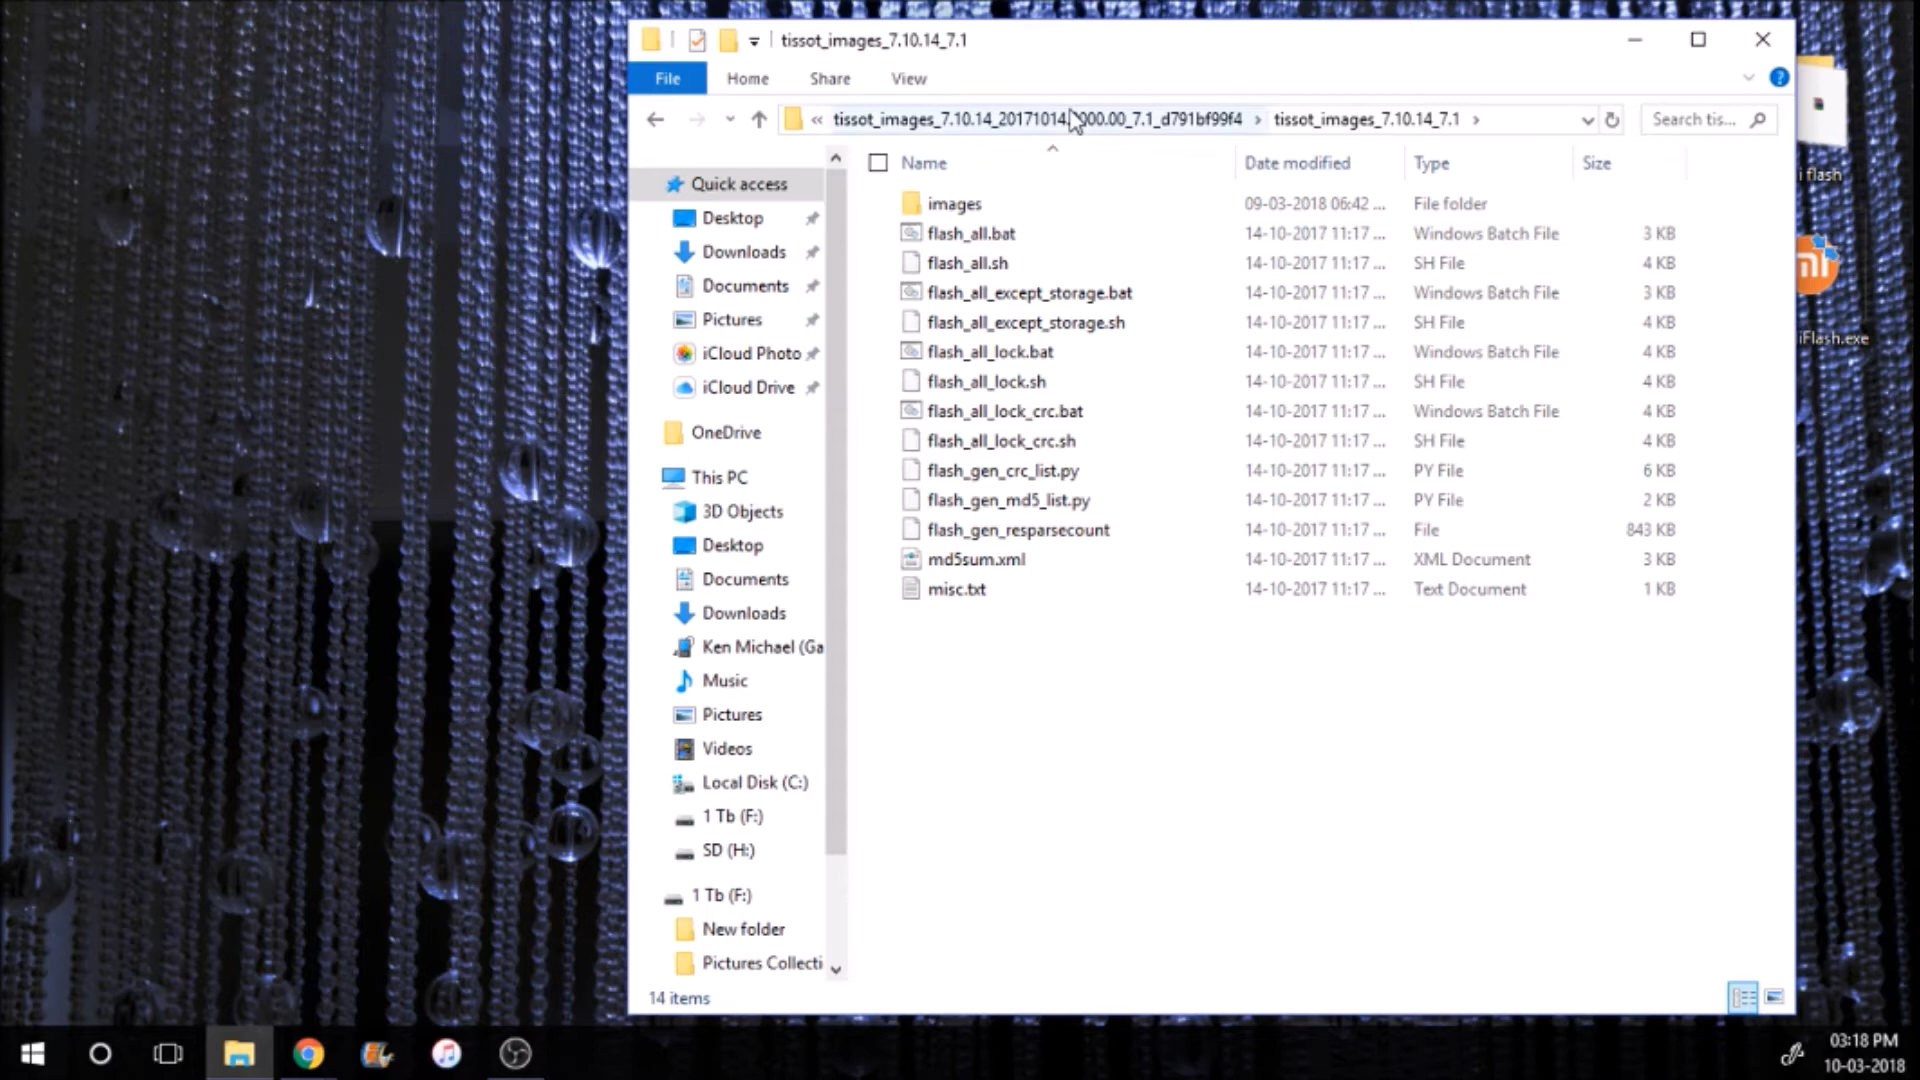 tissot_images_7.10.14_7.1
File Home Share View
« tissot_images_7.10.14_20171014. 000.00_7.1_d791bf99f4 › tissot_images_7.10.14_7.1 ›
Search tis...
Name Date modified Type Size
Quick access
Desktop
Downloads
Documents
Pictures
iCloud Photo
iCloud Drive
OneDrive
This PC
3D Objects
Desktop
Documents
Downloads
Ken Michael (Ga
Music
Pictures
Videos
Local Disk (C:)
1 Tb (F:)
SD (H:)
1 Tb (F:)
New folder
Pictures Collecti
images 09-03-2018 06:42 ... File folder
flash_all.bat 14-10-2017 11:17 ... Windows Batch File 3 KB
flash_all.sh 14-10-2017 11:17 ... SH File 4 KB
flash_all_except_storage.bat 14-10-2017 11:17 ... Windows Batch File 3 KB
flash_all_except_storage.sh 14-10-2017 11:17 ... SH File 4 KB
flash_all_lock.bat 14-10-2017 11:17 ... Windows Batch File 4 KB
flash_all_lock.sh 14-10-2017 11:17 ... SH File 4 KB
flash_all_lock_crc.bat 14-10-2017 11:17 ... Windows Batch File 4 KB
flash_all_lock_crc.sh 14-10-2017 11:17 ... SH File 4 KB
flash_gen_crc_list.py 14-10-2017 11:17 ... PY File 6 KB
flash_gen_md5_list.py 14-10-2017 11:17 ... PY File 2 KB
flash_gen_resparsecount 14-10-2017 11:17 ... File 843 KB
md5sum.xml 14-10-2017 11:17 ... XML Document 3 KB
misc.txt 14-10-2017 11:17 ... Text Document 1 KB
14 items
i flash
mi
iFlash.exe
03:18 PM
10-03-2018